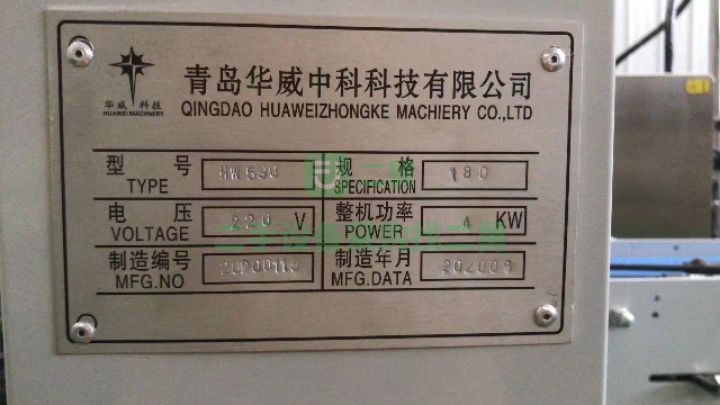 青岛华威中科科技有限公司
华威科技
HUAWEI MACHINERY
QINGDAO HUAWEIZHONGKE MACHIERY CO.,LTD
型号 HW590 规格 180
TYPE SPECIFICATION
电压 220 V 整机功率 4 KW
VOLTAGE POWER
制造编号 制造年月 202006
MFG.NO MFG.DATA